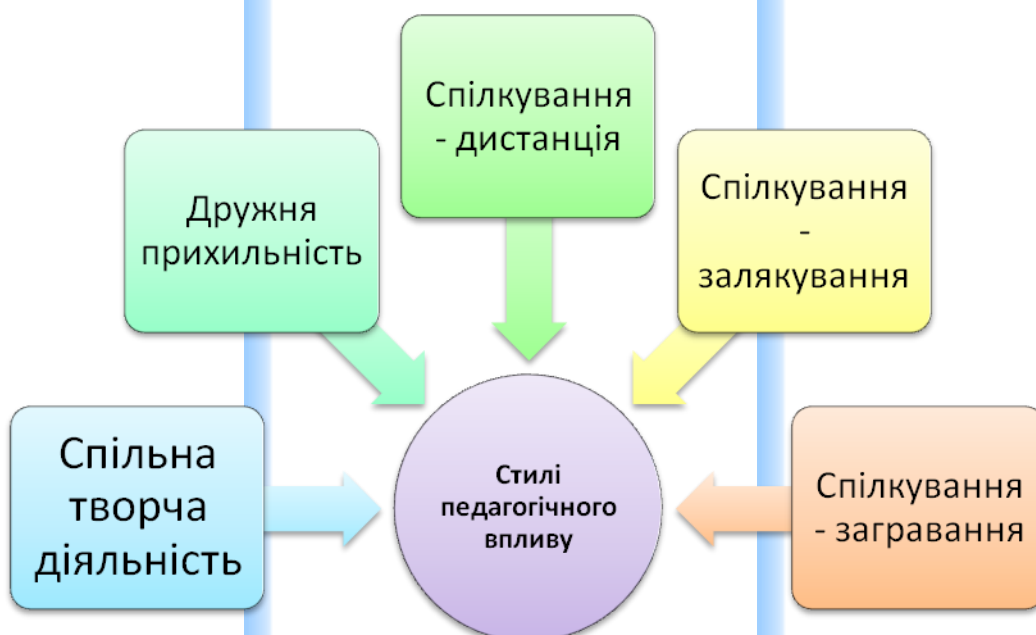 Спілкування
- дистанція
Дружня
прихильність
Спілкування
-
залякування
Спільна
творча
діяльність
Стилі
педагогічного
впливу
Спілкування
- загравання